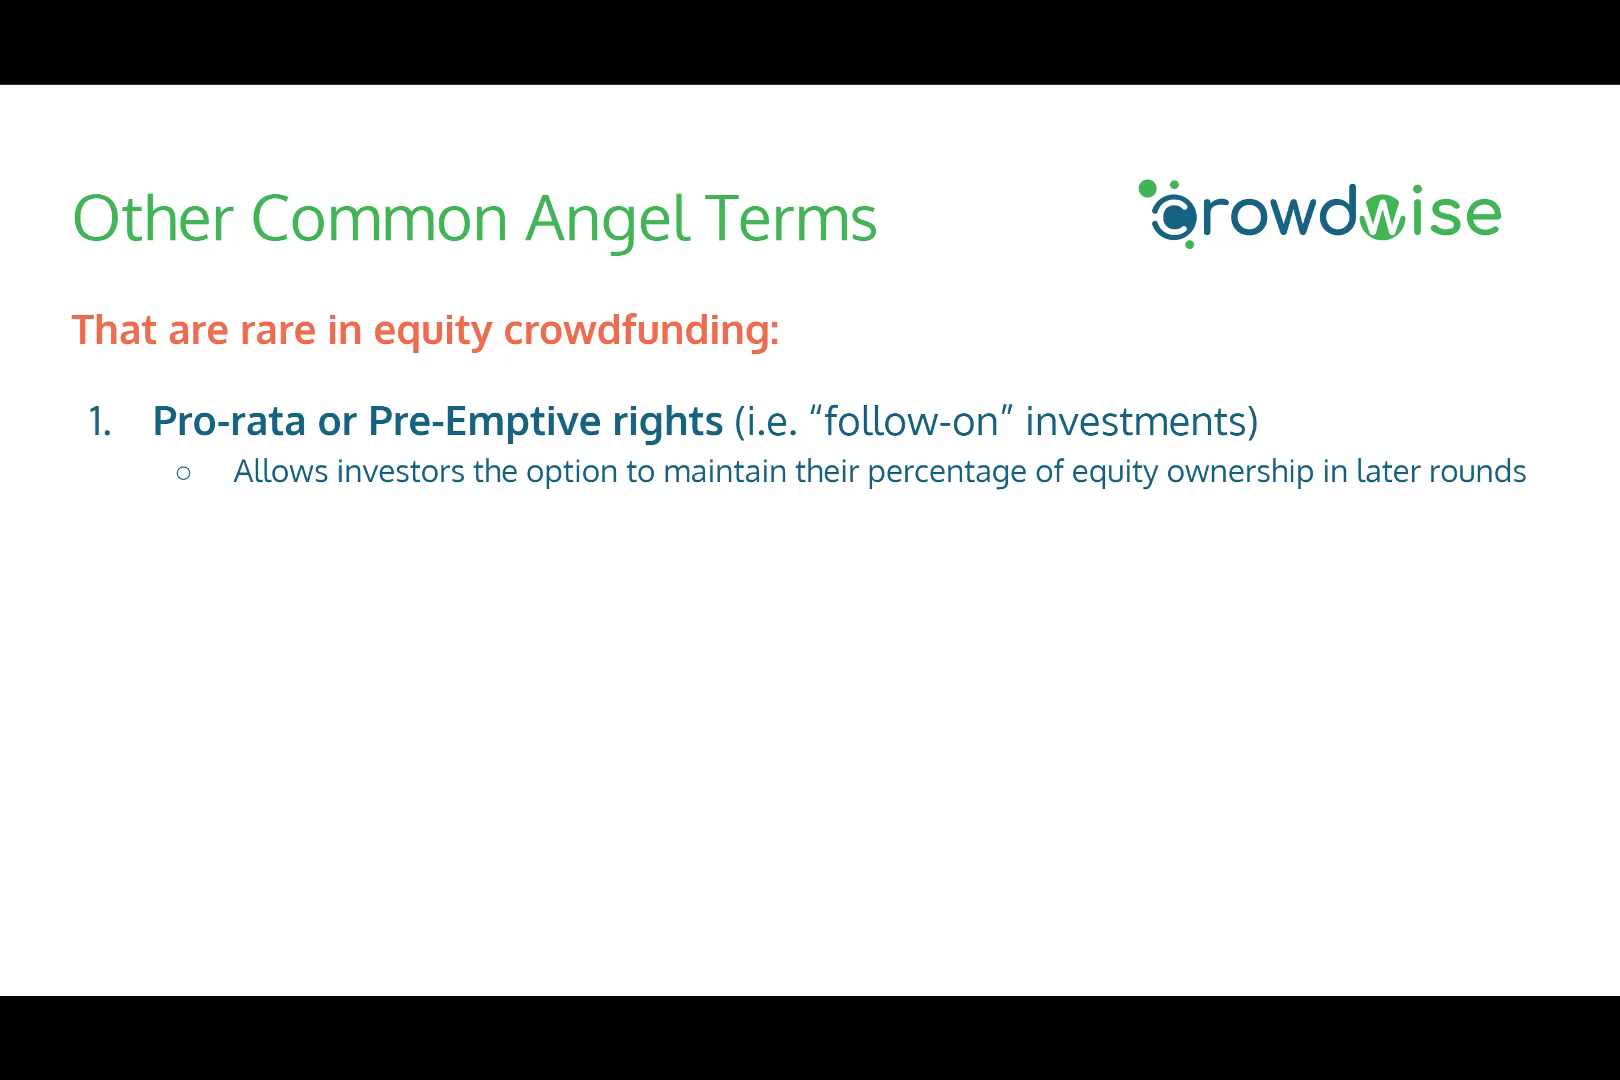 Other Common Angel Terms
crowdwise
That are rare in equity crowdfunding:
1. Pro-rata or Pre-Emptive rights (i.e. “follow-on” investments)
○ Allows investors the option to maintain their percentage of equity ownership in later rounds